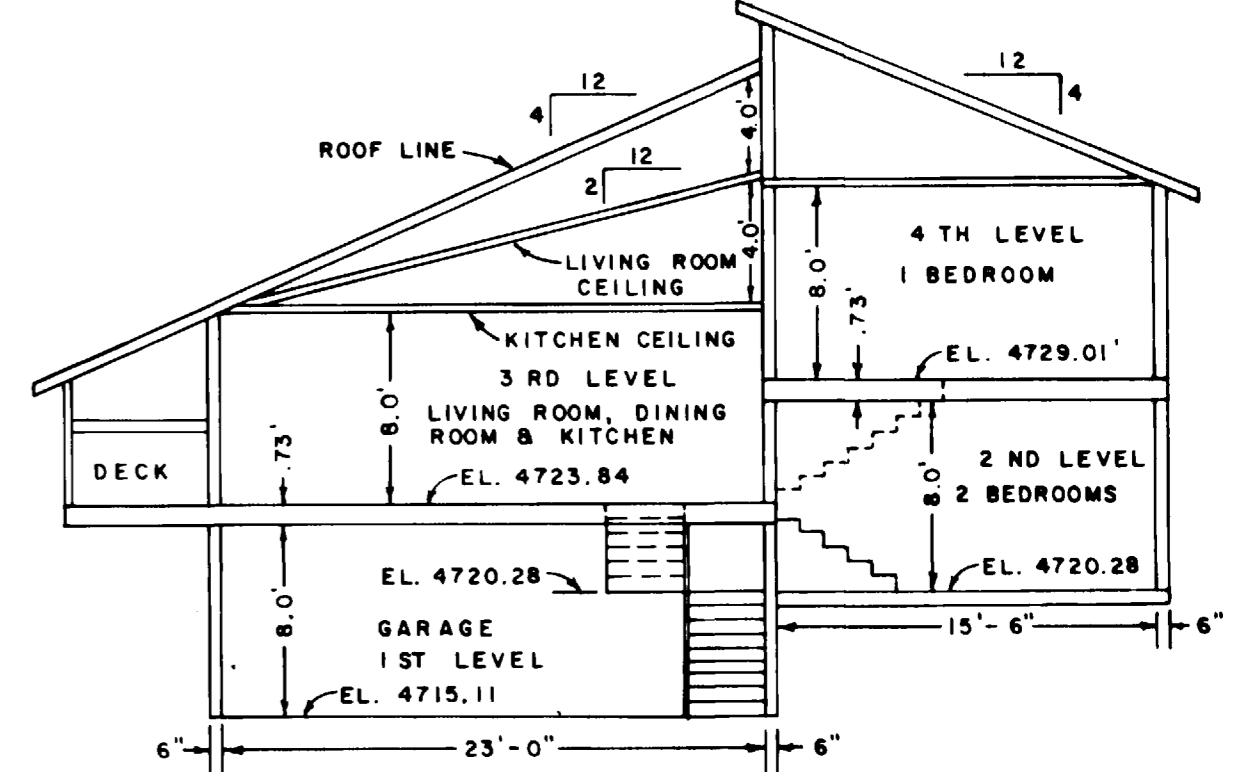 12
4
ROOF LINE
12
2
4.0'
12
4
LIVING ROOM
CEILING
4.0'
4 TH LEVEL
1 BEDROOM
8.0'
.73'
EL. 4729.01'
KITCHEN CEILING
3 RD LEVEL
LIVING ROOM, DINING
ROOM & KITCHEN
8.0'
.73'
EL. 4723.84
DECK
2 ND LEVEL
2 BEDROOMS
8.0'
EL. 4720.28
EL. 4720.28
8.0'
GARAGE
1 ST LEVEL
EL. 4715.11
15'-6"
6"
6"
23'-0"
6"